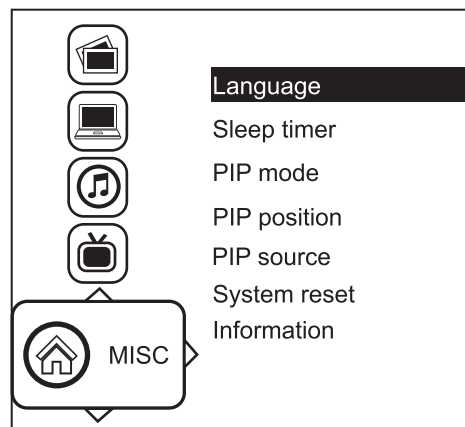 Language
Sleep timer
PIP mode
PIP position
PIP source
System reset
Information
MISC